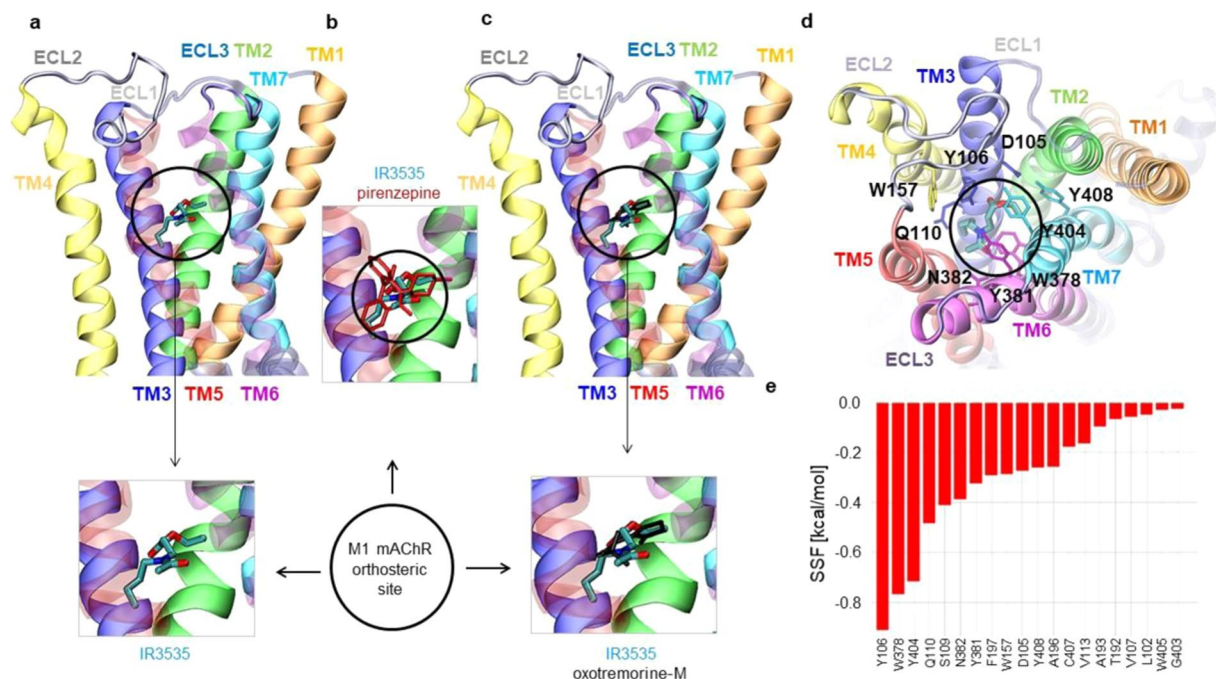 a
ECL2
ECL3 TM2
TM1
TM7
ECL1
TM4
TM3 TM5 TM6
b
IR3535
pirenzepine
c
ECL2
ECL3 TM2
TM1
TM7
ECL1
TM4
TM3 TM5 TM6
IR3535
M1 mAChR
orthosteric
site
IR3535
oxotremorine-M
d
ECL1
ECL2
TM3
TM2
D105
TM1
Y106
TM4
Y408
W157
Q110
Y404
TM5
N382
W378
TM7
Y381
TM6
ECL3
e
0.0
-0.2
-0.4
-0.6
-0.8
SSF [kcal/mol]
Y106
W378
Y404
Q110
S109
N382
Y381
F197
W157
D105
Y408
A196
C407
V113
A193
T192
V107
L102
W405
G403